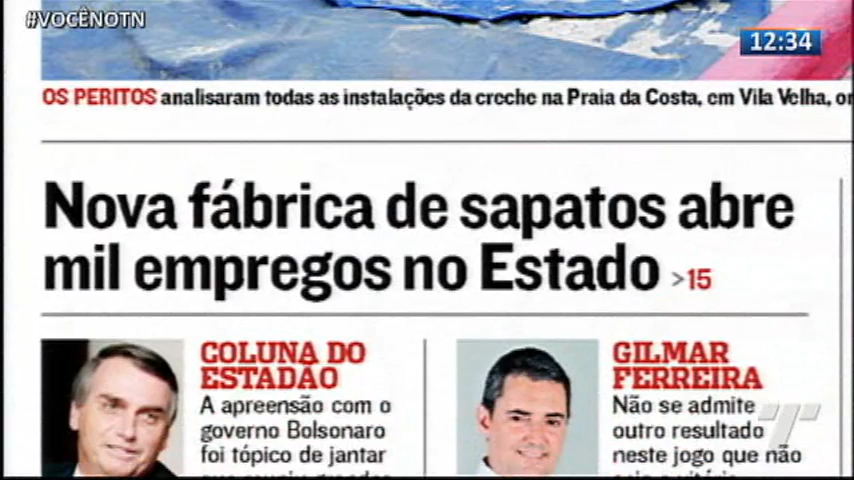 #VOCÊNOTN
12:34
OS PERITOS analisaram todas as instalações da creche na Praia da Costa, em Vila Velha,
Nova fábrica de sapatos abre
mil empregos no Estado >15
COLUNA DO
ESTADÃO
A apreensão com o
governo Bolsonaro
foi tópico de jantar
GILMAR
FERREIRA
Não se admite
outro resultado
neste jogo que não